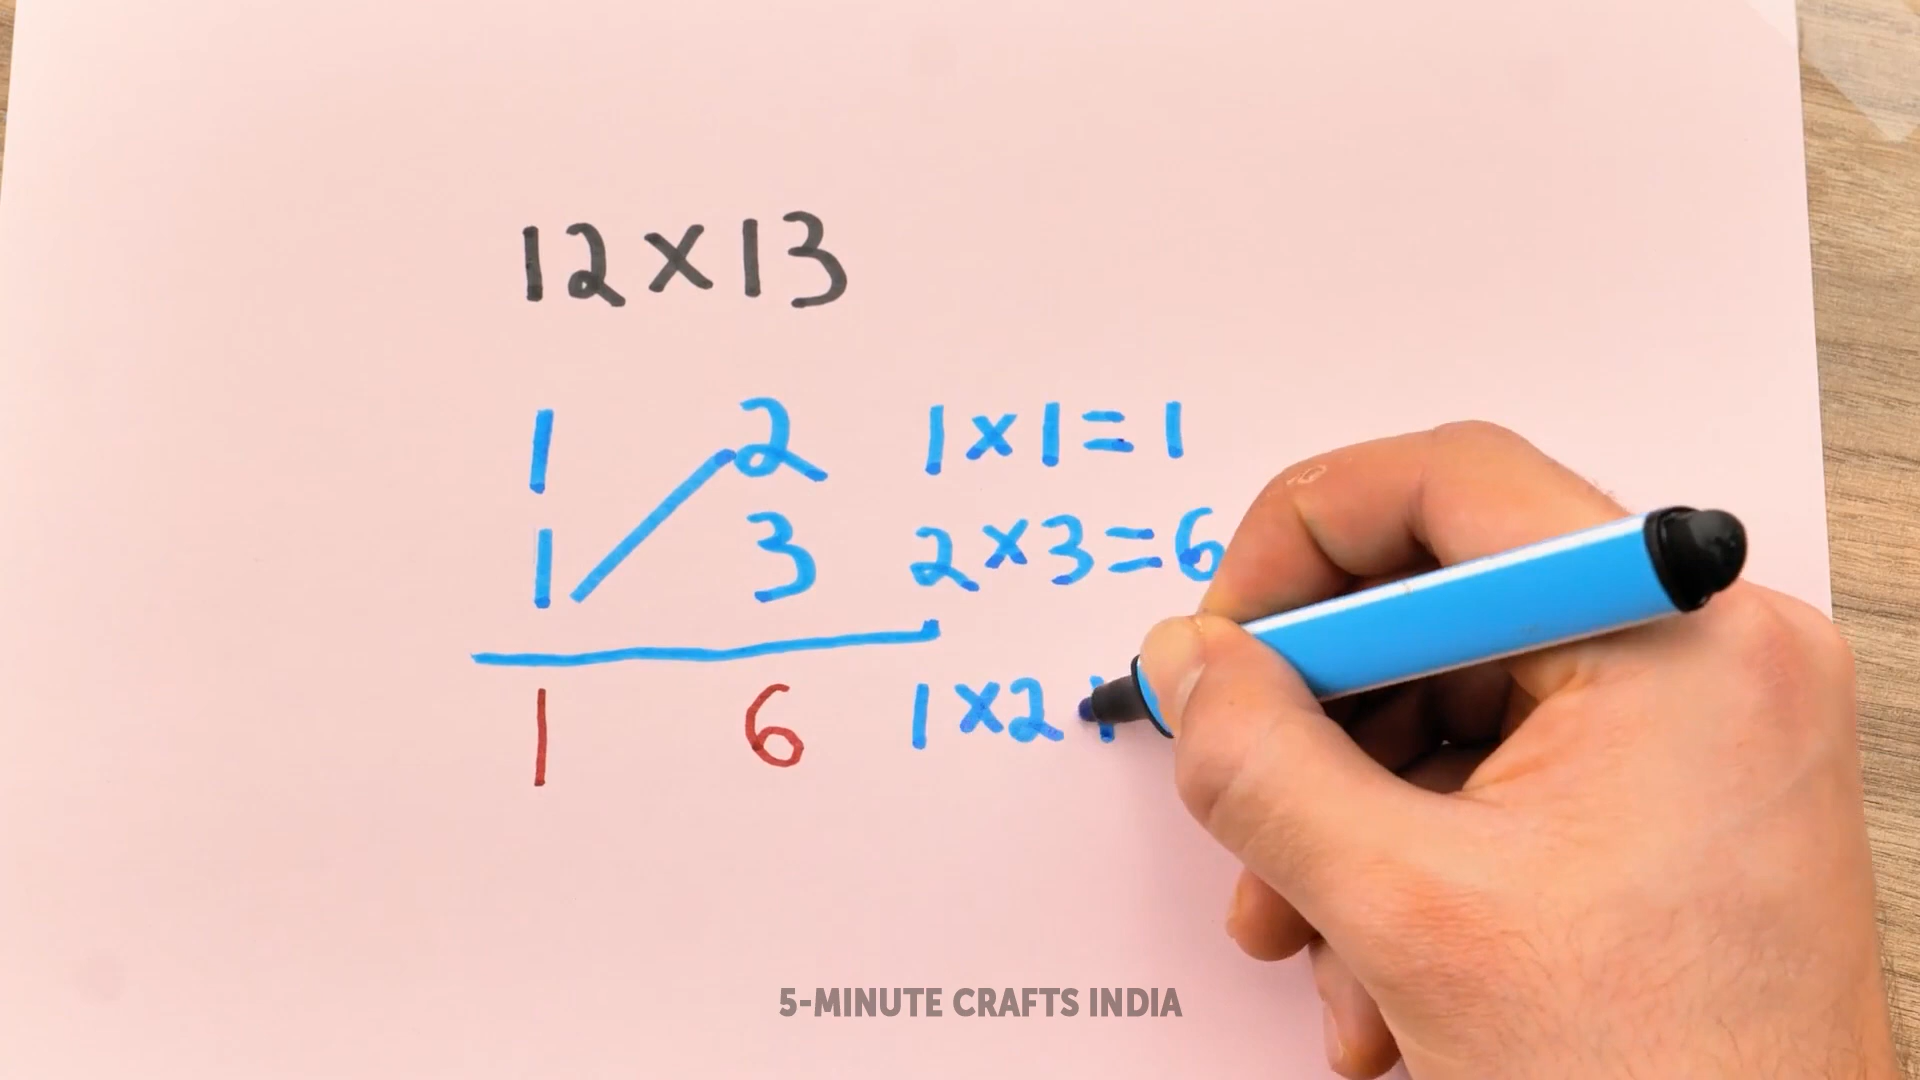 12×13
1 2 1×1=1
1 3 2×3=6
1 6 1×2+
5-MINUTE CRAFTS INDIA